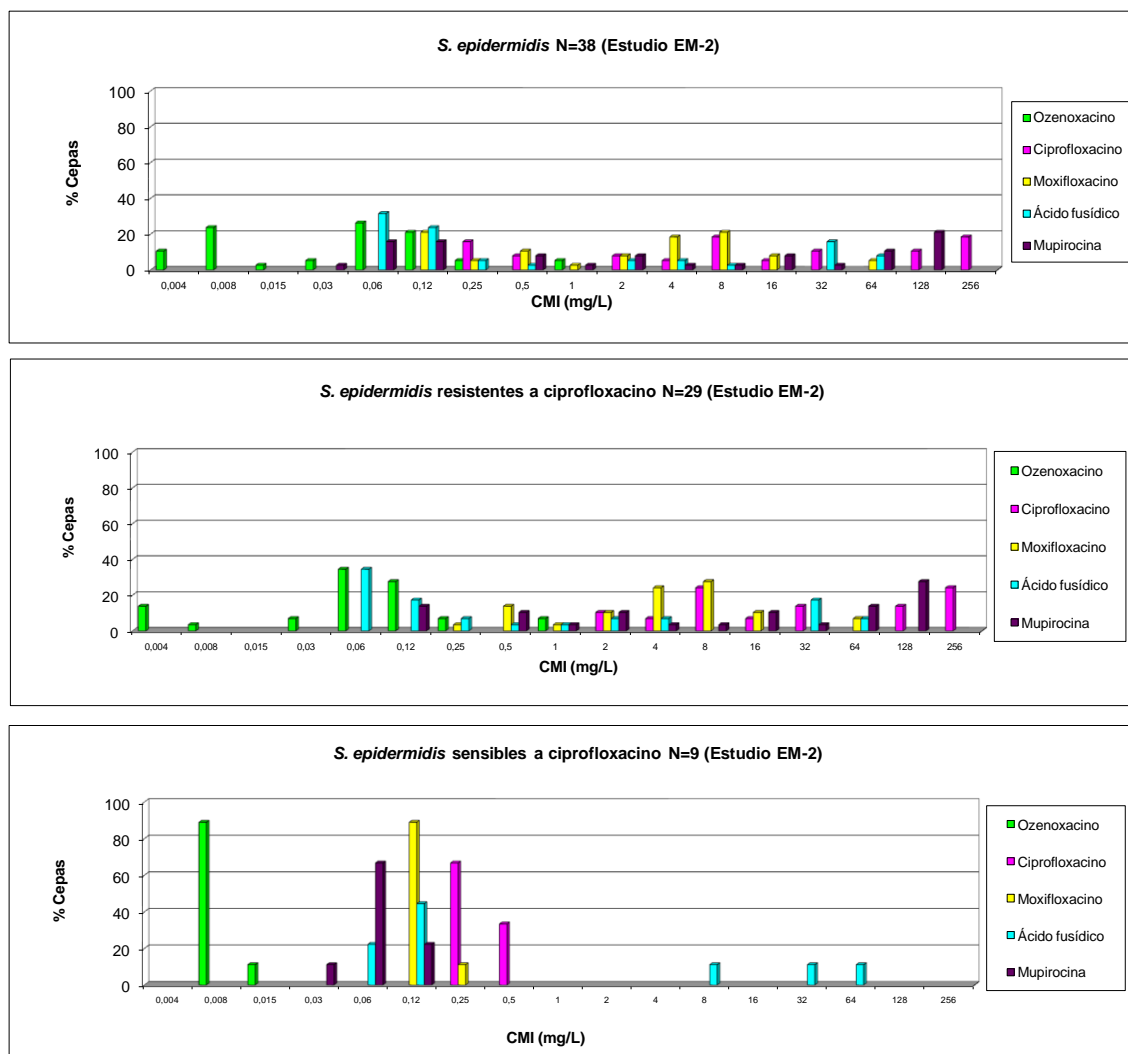 S. epidermidis N=38 (Estudio EM-2)
100
80
60
40
20
0
% Cepas
0,004 0,008 0,015 0,03 0,06 0,12 0,25 0,5 1 2 4 8 16 32 64 128 256
CMI (mg/L)
Ozenoxacino
Ciprofloxacino
Moxifloxacino
Ácido fusídico
Mupirocina
S. epidermidis resistentes a ciprofloxacino N=29 (Estudio EM-2)
100
80
60
40
20
0
% Cepas
0,004 0,008 0,015 0,03 0,06 0,12 0,25 0,5 1 2 4 8 16 32 64 128 256
CMI (mg/L)
Ozenoxacino
Ciprofloxacino
Moxifloxacino
Ácido fusídico
Mupirocina
S. epidermidis sensibles a ciprofloxacino N=9 (Estudio EM-2)
100
80
60
40
20
0
% Cepas
0,004 0,008 0,015 0,03 0,06 0,12 0,25 0,5 1 2 4 8 16 32 64 128 256
CMI (mg/L)
Ozenoxacino
Ciprofloxacino
Moxifloxacino
Ácido fusídico
Mupirocina